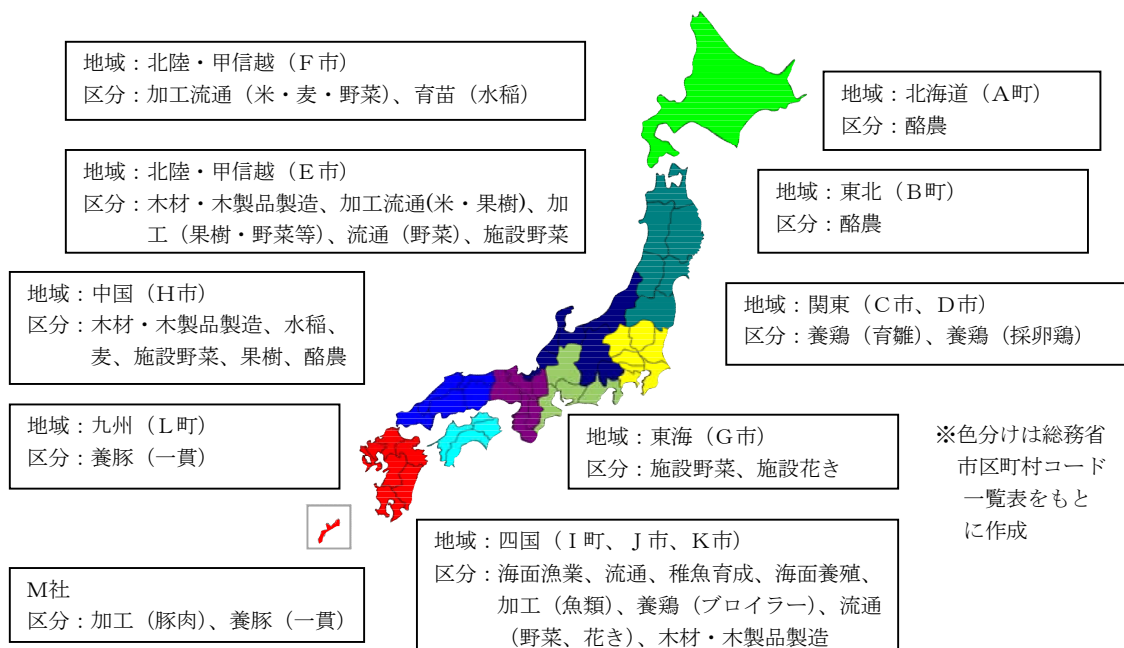 地域：北陸・甲信越（Ｆ市）
区分：加工流通（米・麦・野菜）、育苗（水稲）
地域：北海道（Ａ町）
区分：酪農
地域：北陸・甲信越（Ｅ市）
区分：木材・木製品製造、加工流通(米・果樹)、加
工（果樹・野菜等）、流通（野菜）、施設野菜
地域：東北（Ｂ町）
区分：酪農
地域：中国（Ｈ市）
区分：木材・木製品製造、水稲、
麦、施設野菜、果樹、酪農
地域：関東（Ｃ市、Ｄ市）
区分：養鶏（育雛）、養鶏（採卵鶏）
地域：九州（Ｌ町）
区分：養豚（一貫）
地域：東海（Ｇ市）
区分：施設野菜、施設花き
※色分けは総務省
市区町村コード
一覧表をもと
に作成
地域：四国（Ｉ町、Ｊ市、Ｋ市）
区分：海面漁業、流通、稚魚育成、海面養殖、
加工（魚類）、養鶏（ブロイラー）、流通
（野菜、花き）、木材・木製品製造
Ｍ社
区分：加工（豚肉）、養豚（一貫）